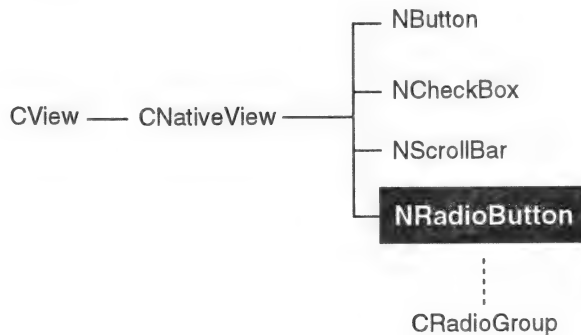 NButton
NCheckBox
CView CNativeView
NScrollBar
NRadioButton
CRadioGroup